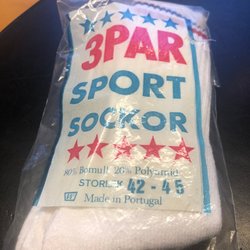 3PAR
SPORT
SOCKOR
80% Bomull 20% Polyamid
STORLEK 42-45
Made in Portugal